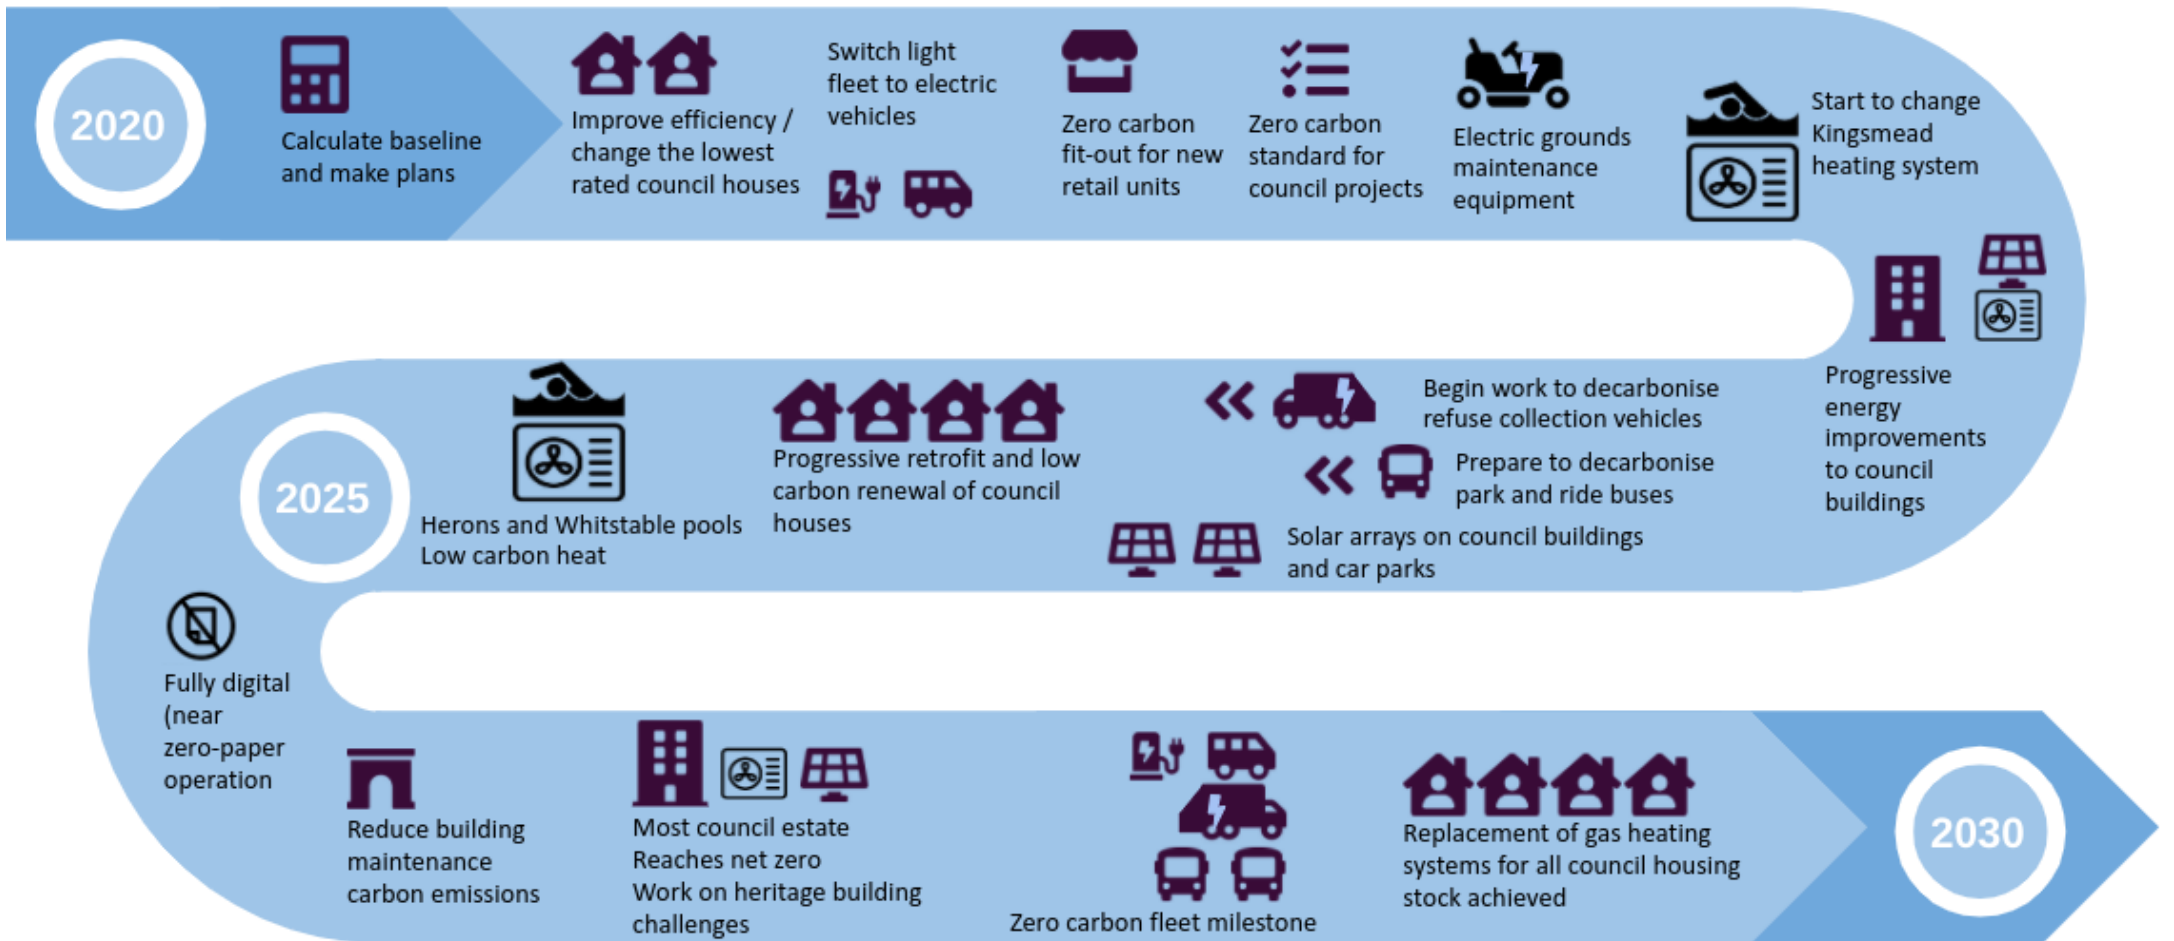 2020
Calculate baseline
and make plans
Improve efficiency /
change the lowest
rated council houses
Switch light
fleet to electric
vehicles
Zero carbon
fit-out for new
retail units
Zero carbon
standard for
council projects
Electric grounds
maintenance
equipment
Start to change
Kingsmead
heating system
Progressive
energy
improvements
to council
buildings
Begin work to decarbonise
refuse collection vehicles
Prepare to decarbonise
park and ride buses
Solar arrays on council buildings
and car parks
Progressive retrofit and low
carbon renewal of council
houses
Herons and Whitstable pools
Low carbon heat
2025
Fully digital
(near
zero-paper
operation
Reduce building
maintenance
carbon emissions
Most council estate
Reaches net zero
Work on heritage building
challenges
Zero carbon fleet milestone
Replacement of gas heating
systems for all council housing
stock achieved
2030